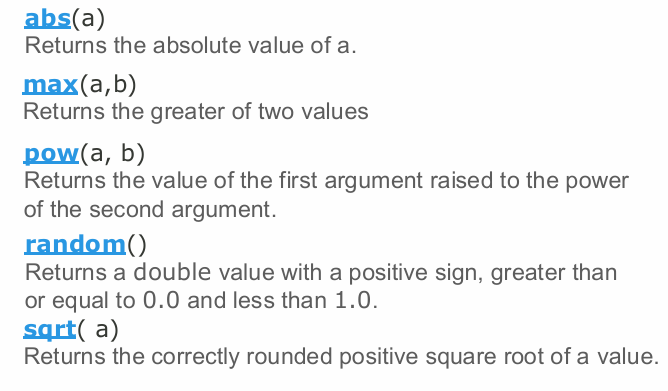 abs(a)
Returns the absolute value of a.
max(a,b)
Returns the greater of two values
pow(a, b)
Returns the value of the first argument raised to the power
of the second argument.
random()
Returns a double value with a positive sign, greater than
or equal to 0.0 and less than 1.0.
sqrt( a)
Returns the correctly rounded positive square root of a value.